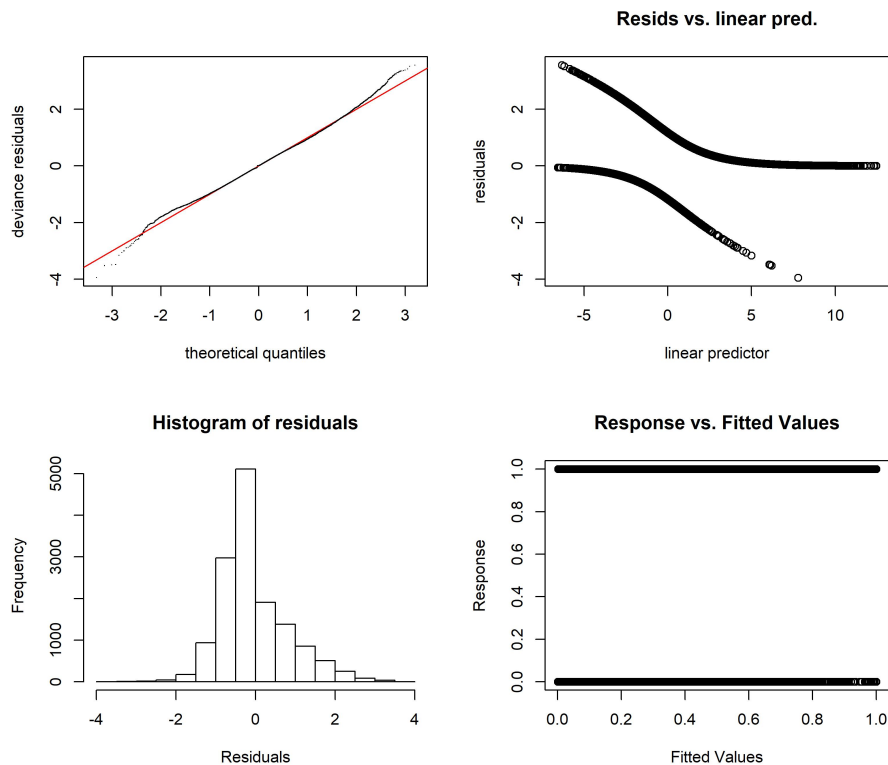 deviance residuals
-4 -2 0 2
-3 -2 -1 0 1 2 3
theoretical quantiles
Resids vs. linear pred.
residuals
-4 -2 0 2
-5 0 5 10
linear predictor
Histogram of residuals
Frequency
0 1000 3000 5000
-4 -2 0 2 4
Residuals
Response vs. Fitted Values
Response
0.0 0.2 0.4 0.6 0.8 1.0
0.0 0.2 0.4 0.6 0.8 1.0
Fitted Values